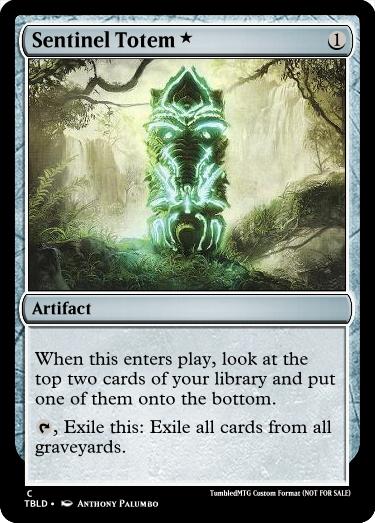 Sentinel Totem ★ 1
Artifact
When this enters play, look at the
top two cards of your library and put
one of them onto the bottom.
, Exile this: Exile all cards from all
graveyards.
C
TBLD • Anthony Palumbo TumbledMTG Custom Format (NOT FOR SALE)